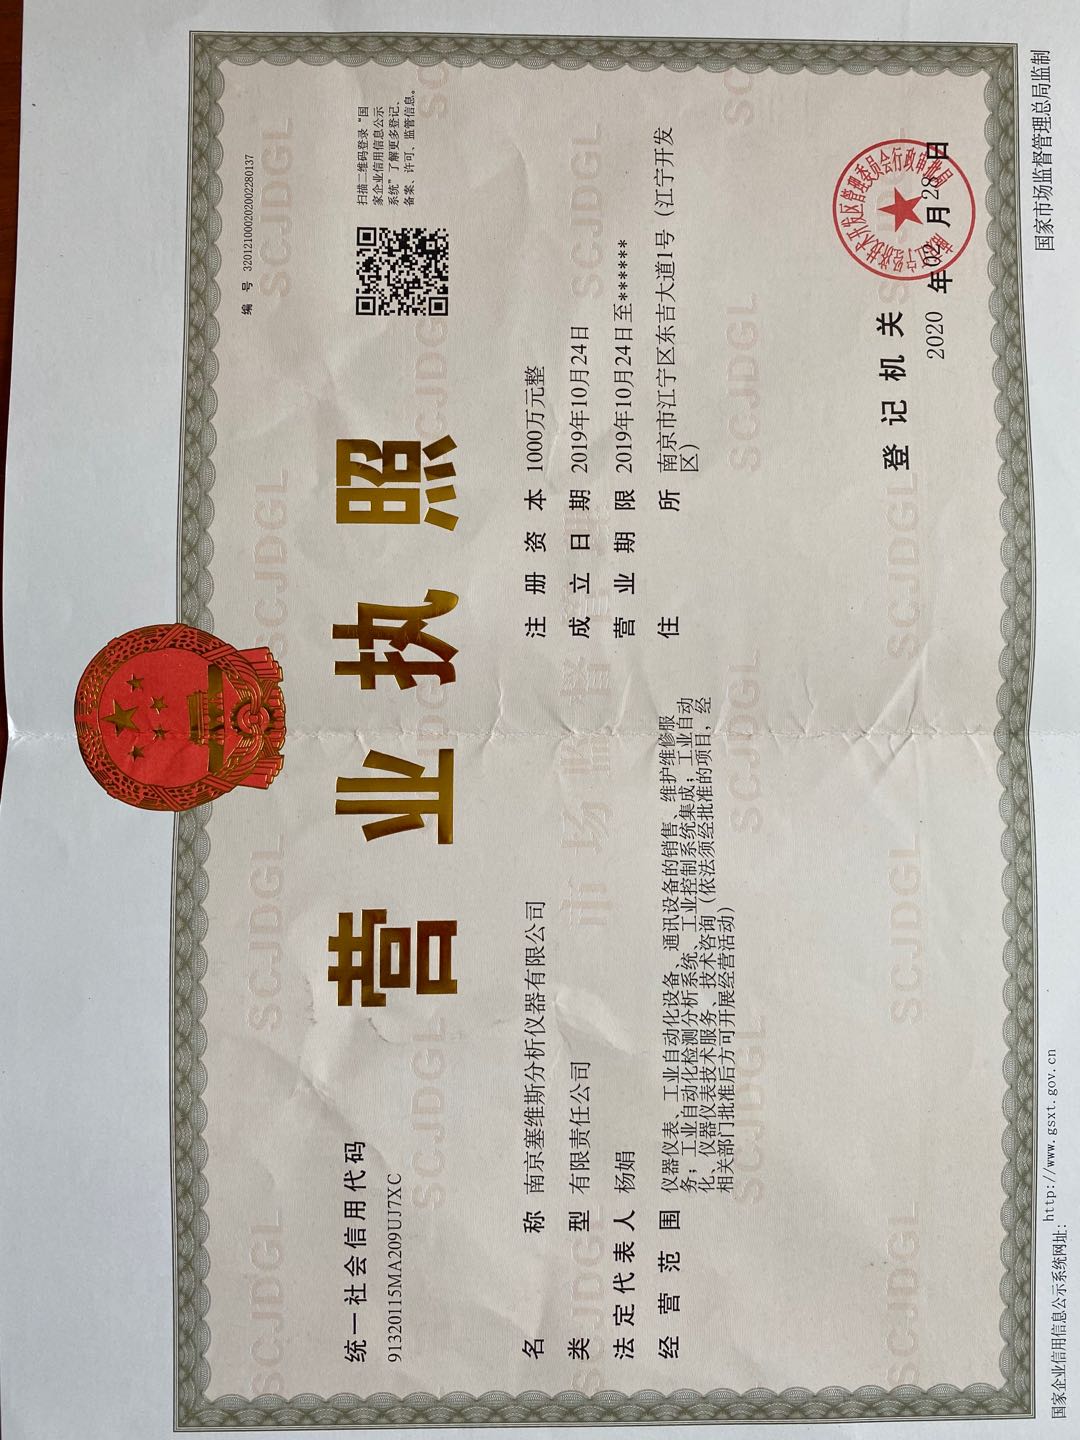 编 号 320121000202002280137
扫描二维码登录“国
家企业信用信息公示
系统”了解更多登记、
备案、许可、监管信息。
营业执照
统一社会信用代码
91320115MA209UJ7XC
名 称 南京塞维斯分析仪器有限公司
类 型 有限责任公司
法定代表人 杨娟
经 营 范 围 仪器仪表、工业自动化设备、通讯设备的销售、维护维修服
务；工业自动化检测分析系统、工业控制系统集成；工业自动
化、仪器仪表技术服务、技术咨询（依法须经批准的项目，经
相关部门批准后方可开展经营活动）
注 册 资 本 1000万元整
成 立 日 期 2019年10月24日
营 业 期 限 2019年10月24日至******
住 所 南京市江宁区东吉大道1号（江宁开发
区）
登 记 机 关
2020 年 02 月 28 日
国家企业信用信息公示系统网址：http://www.gsxt.gov.cn
国家市场监督管理总局监制
SCJDGL
市场监督管理